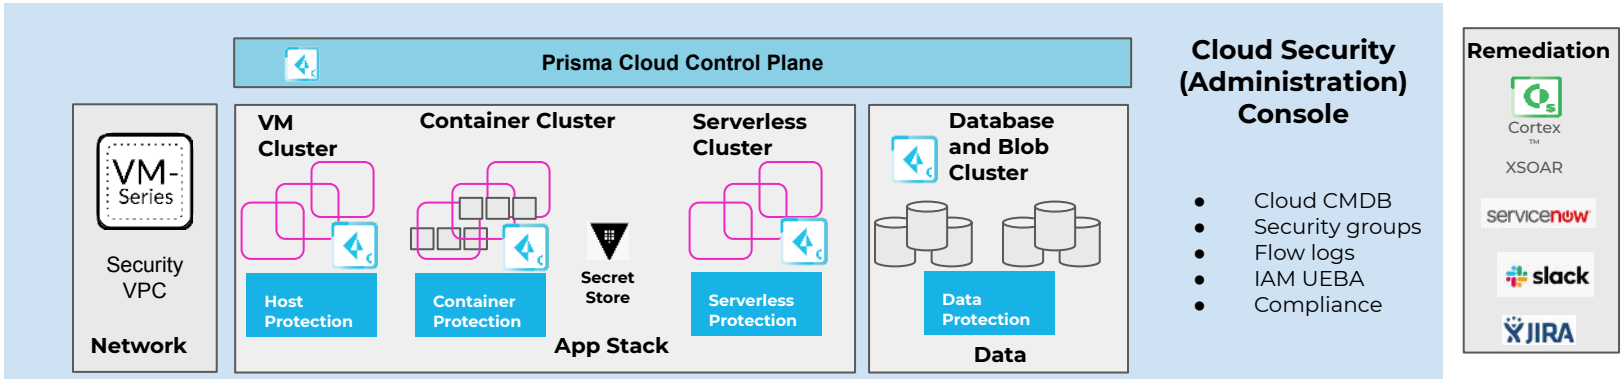 Prisma Cloud Control Plane
VM-
Series
Security
VPC
Network
VM
Cluster
Host
Protection
Container Cluster
Container
Protection
Secret
Store
Serverless
Cluster
Serverless
Protection
App Stack
Database
and Blob
Cluster
Data
Protection
Data
Cloud Security
(Administration)
Console
● Cloud CMDB
● Security groups
● Flow logs
● IAM UEBA
● Compliance
Remediation
Cortex
™
XSOAR
servicenow
slack
JIRA